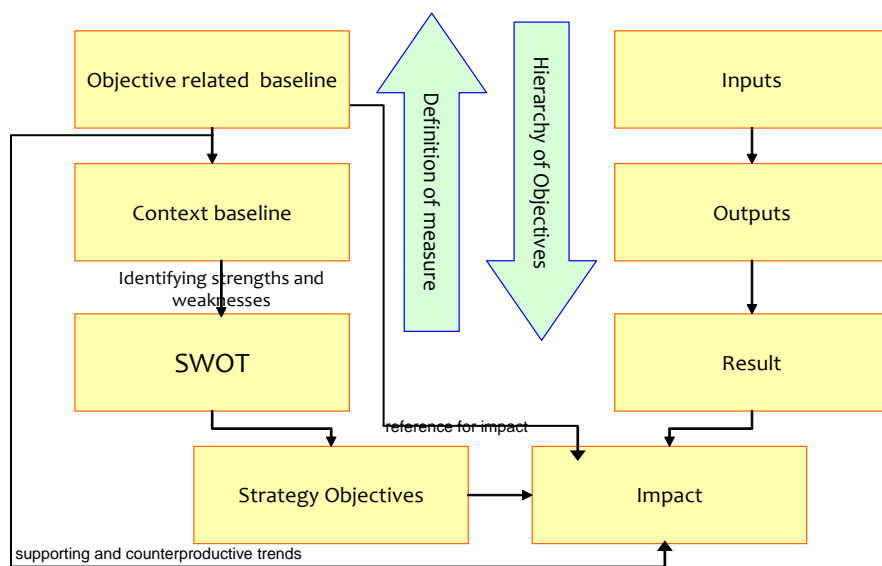 Objective related baseline
Definition of measure
Hierarchy of Objectives
Inputs
Context baseline
Outputs
Identifying strengths and
weaknesses
SWOT
Result
reference for impact
Strategy Objectives
Impact
supporting and counterproductive trends